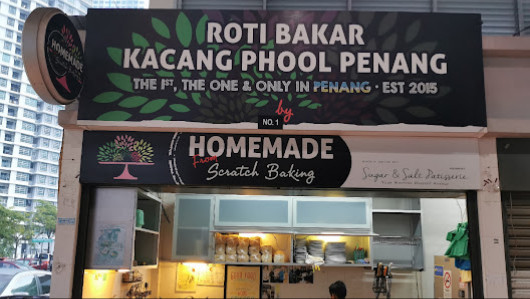 HOMEMADE
ROTI BAKAR
KACANG PHOOL PENANG
THE 1ST, THE ONE & ONLY IN PENANG · EST 2015
by
NO. 1
HOMEMADE
From
Scratch Baking
Sugar & Salt Patisserie